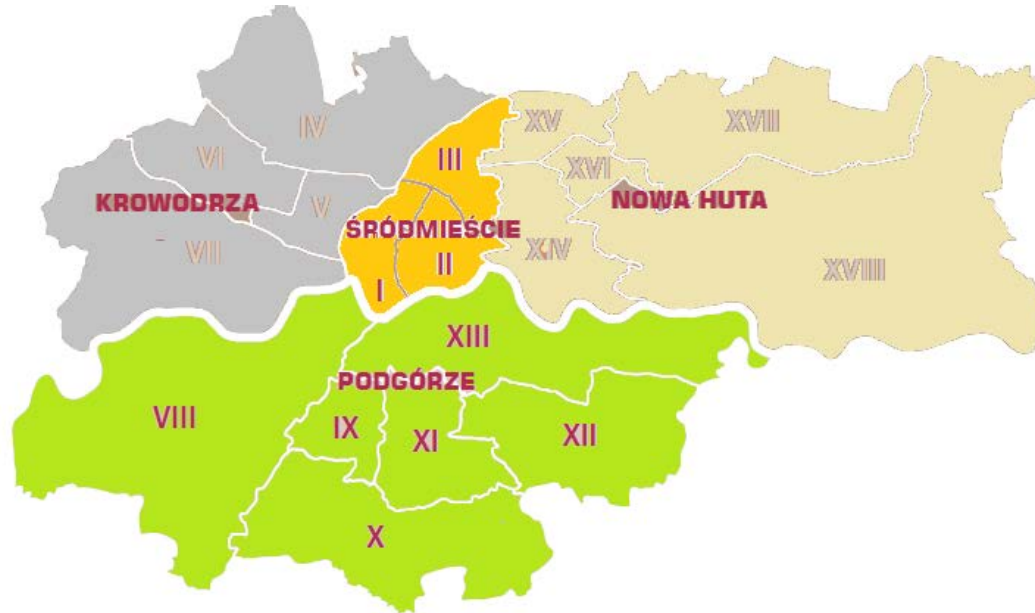 IV
XV
XVII
III
VI
XVI
KROWODRZA
V
NOWA HUTA
ŚRÓDMIEŚCIE
VII
II
XIV
XVIII
I
XIII
PODGÓRZE
VIII
IX
XI
XII
X